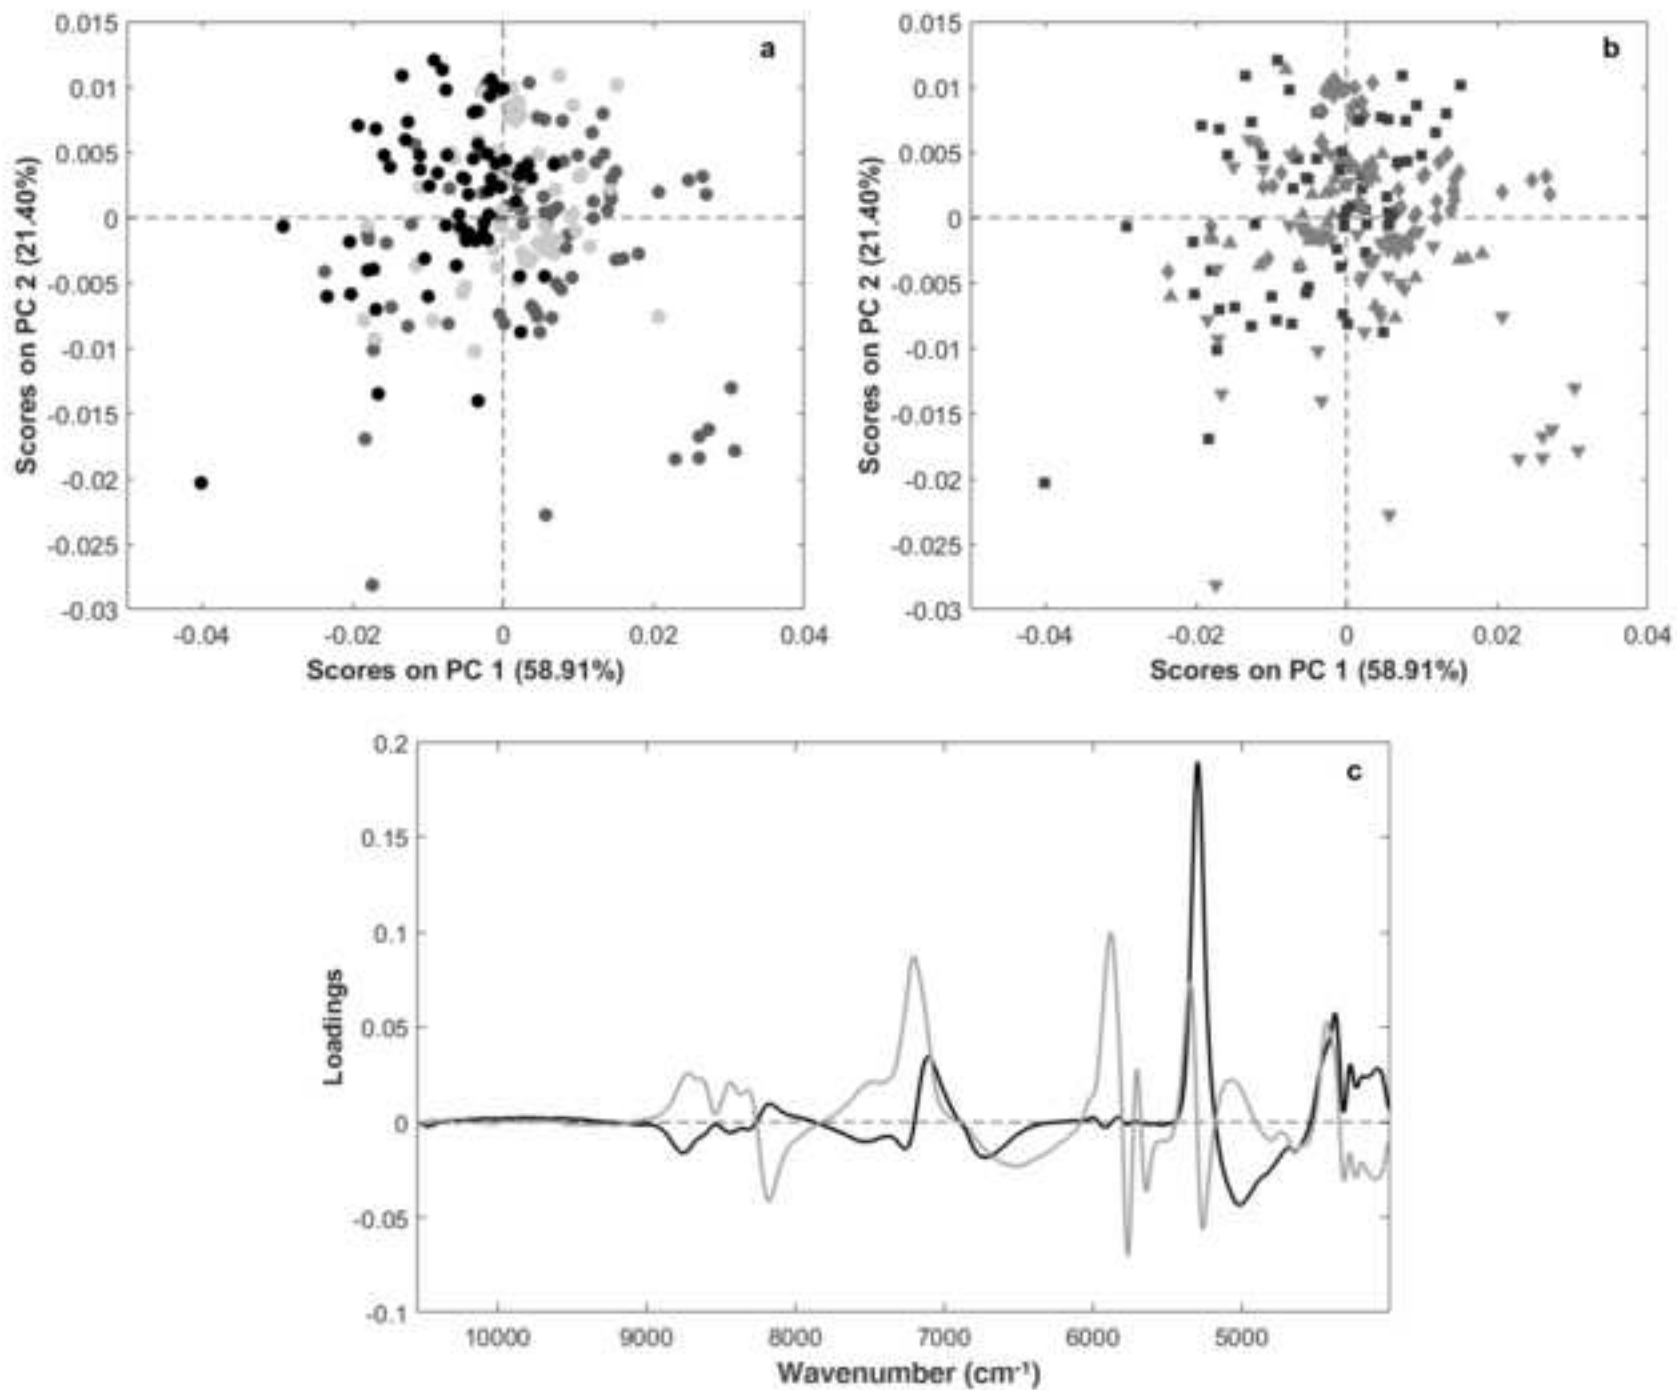 a
0.015
0.01
0.005
0
-0.005
-0.01
-0.015
-0.02
-0.025
-0.03
Scores on PC 2 (21.40%)
-0.04 -0.02 0 0.02 0.04
Scores on PC 1 (58.91%)
b
0.015
0.01
0.005
0
-0.005
-0.01
-0.015
-0.02
-0.025
-0.03
Scores on PC 2 (21.40%)
-0.04 -0.02 0 0.02 0.04
Scores on PC 1 (58.91%)
c
0.2
0.15
0.1
0.05
0
-0.05
-0.1
Loadings
10000 9000 8000 7000 6000 5000
Wavenumber (cm⁻¹)